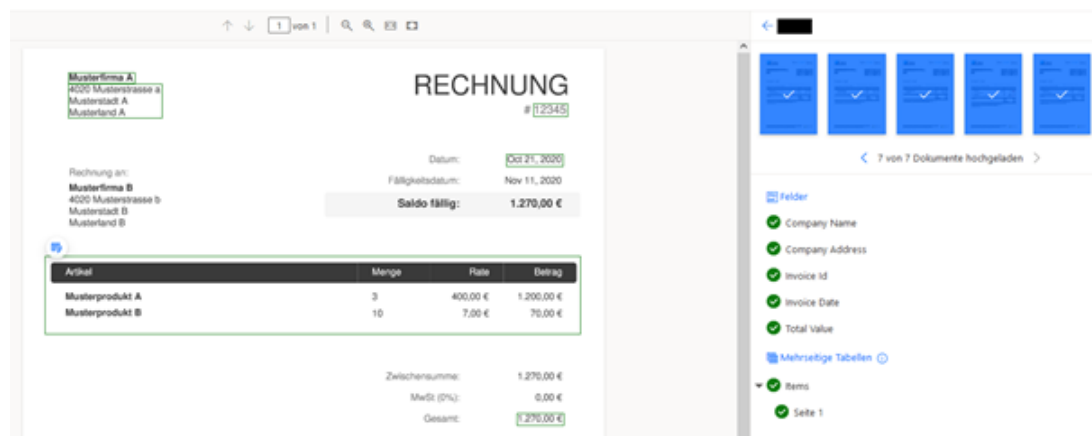 1 von 1
Musterfirma A
4020 Musterstrasse a
Musterstadt A
Musterland A
RECHNUNG
# 12345
Datum: Oct 21, 2020
Fälligkeitsdatum: Nov 11, 2020
Saldo fällig: 1.270,00 €
Rechnung an:
Musterfirma B
4020 Musterstrasse b
Musterstadt B
Musterland B
Artikel Menge Rate Betrag
Musterprodukt A 3 400,00 € 1.200,00 €
Musterprodukt B 10 7,00 € 70,00 €
Zwischensumme: 1.270,00 €
MwSt (0%): 0,00 €
Gesamt: 1.270,00 €
7 von 7 Dokumente hochgeladen
Felder
Company Name
Company Address
Invoice Id
Invoice Date
Total Value
Mehrseitige Tabellen
Items
Seite 1